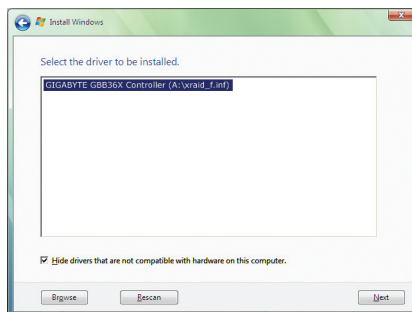 Install Windows
Select the driver to be installed.
GIGABYTE GBB36X Controller (A:\xraid_f.inf)
Hide drivers that are not compatible with hardware on this computer.
Browse Rescan Next